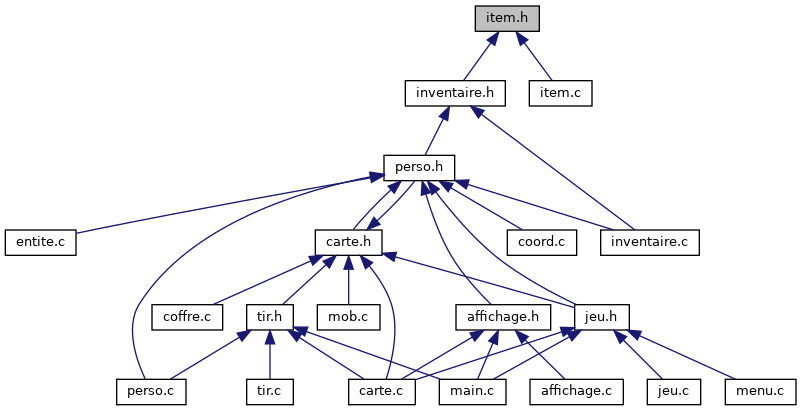 item.h
inventaire.h
item.c
perso.h
entite.c
carte.h
coord.c
inventaire.c
coffre.c
tir.h
mob.c
affichage.h
jeu.h
perso.c
tir.c
carte.c
main.c
affichage.c
jeu.c
menu.c